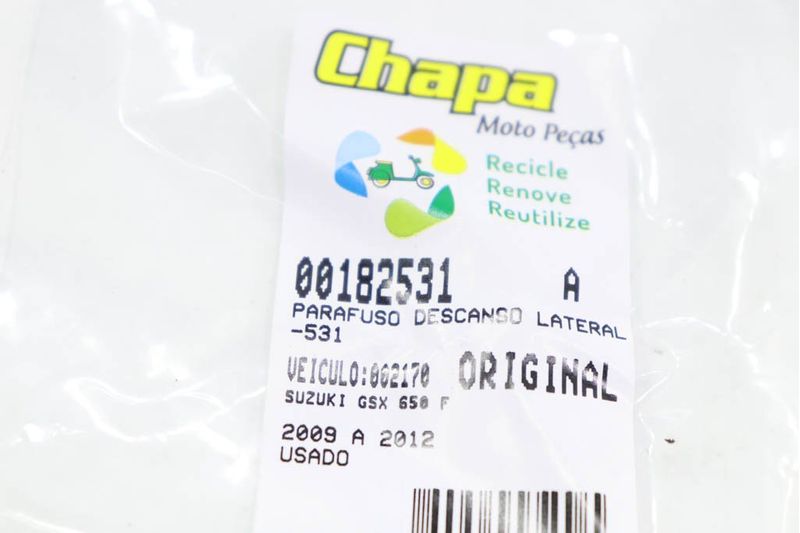 Chapa
Moto Peças
Recicle
Renove
Reutilize
00182531 A
PARAFUSO DESCANSO LATERAL
-531
VEICULO:002170 ORIGINAL
SUZUKI GSX 650 F
2009 A 2012
USADO